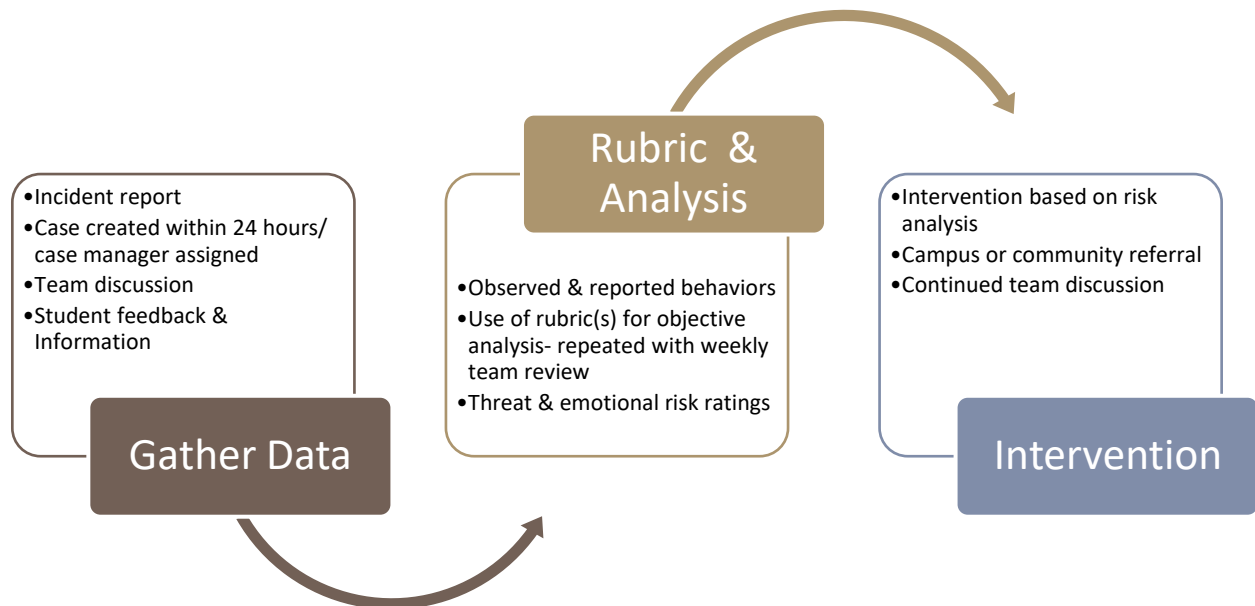 •Incident report
•Case created within 24 hours/
case manager assigned
•Team discussion
•Student feedback &
Information
Gather Data
Rubric &
Analysis
•Observed & reported behaviors
•Use of rubric(s) for objective
analysis- repeated with weekly
team review
•Threat & emotional risk ratings
•Intervention based on risk
analysis
•Campus or community referral
•Continued team discussion
Intervention